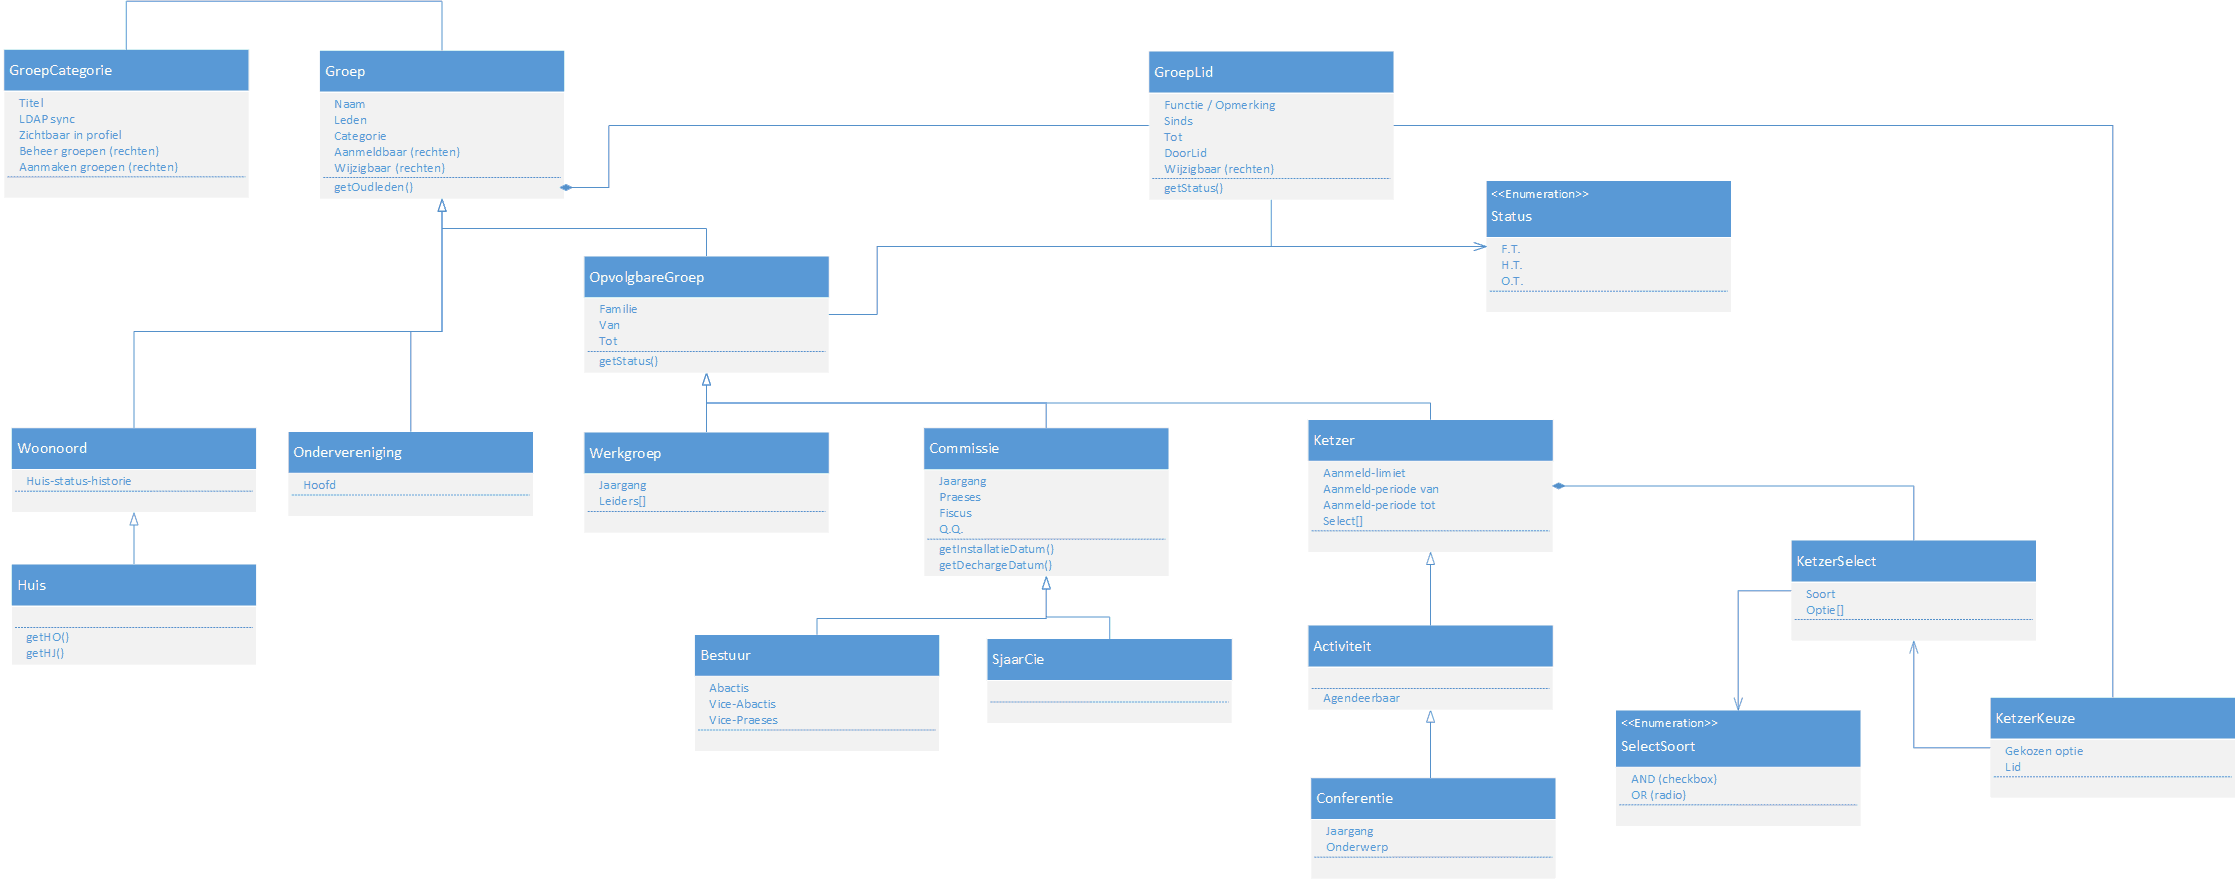 GroepCategorie
Titel
LDAP sync
Zichtbaar in profiel
Beheer groepen (rechten)
Aanmaken groepen (rechten)
Groep
Naam
Leden
Categorie
Aanmeldbaar (rechten)
Wijzigbaar (rechten)
getOudleden()
GroepLid
Functie / Opmerking
Sinds
Tot
DoorLid
Wijzigbaar (rechten)
getStatus()
<<Enumeration>>
Status
F.T.
H.T.
O.T.
OpvolgbareGroep
Familie
Van
Tot
getStatus()
Woonoord
Huis-status-historie
Ondervereniging
Hoofd
Werkgroep
Jaargang
Leiders[]
Commissie
Jaargang
Praeses
Fiscus
Q.Q.
getInstallatieDatum()
getDechargeDatum()
Ketzer
Aanmeld-limiet
Aanmeld-periode van
Aanmeld-periode tot
Select[]
KetzerSelect
Soort
Optie[]
Huis
getHO()
getHJ()
Bestuur
Abactis
Vice-Abactis
Vice-Praeses
SjaarCie
Activiteit
Agendeerbaar
<<Enumeration>>
SelectSoort
AND (checkbox)
OR (radio)
KetzerKeuze
Gekozen optie
Lid
Conferentie
Jaargang
Onderwerp